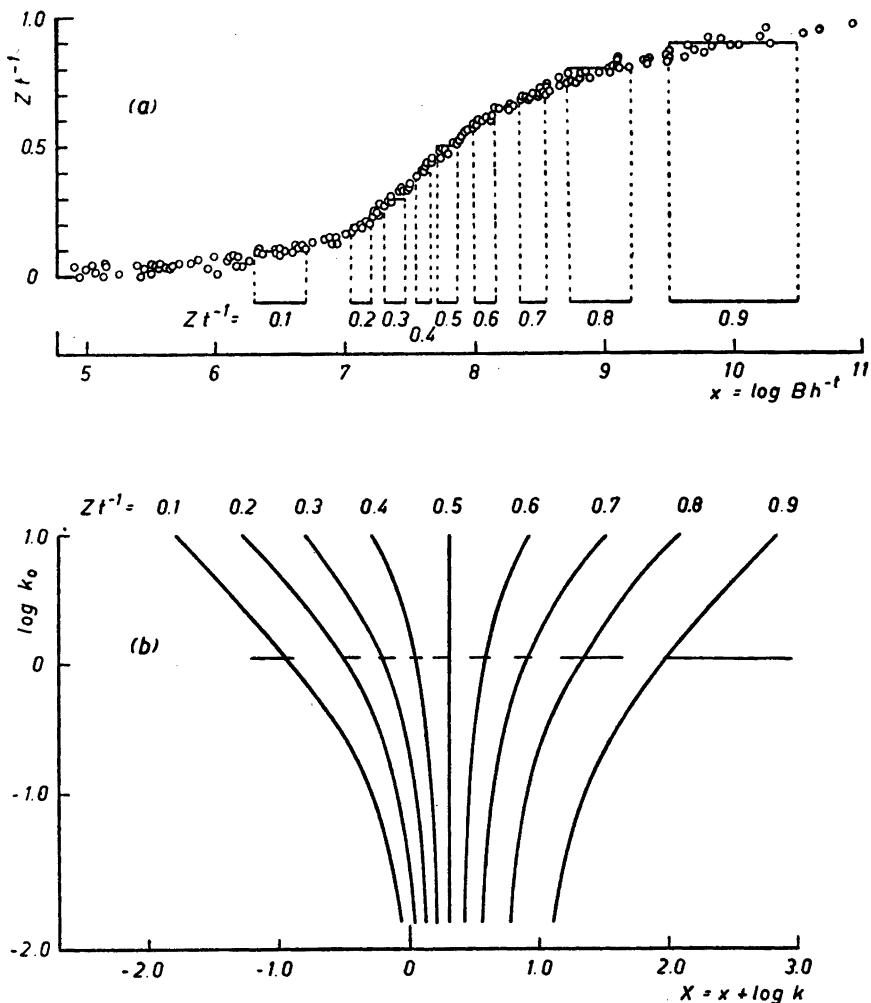 1.0
Z t⁻¹
(a)
0.5
0
Z t⁻¹ = 0.1 0.2 0.3 0.4 0.5 0.6 0.7 0.8 0.9
5 6 7 8 9 10 11
x = log B h⁻ᵗ
Z t⁻¹ = 0.1 0.2 0.3 0.4 0.5 0.6 0.7 0.8 0.9
1.0
log k₀
(b)
0
-1.0
-2.0
-2.0 -1.0 0 1.0 2.0 3.0
X = x + log k